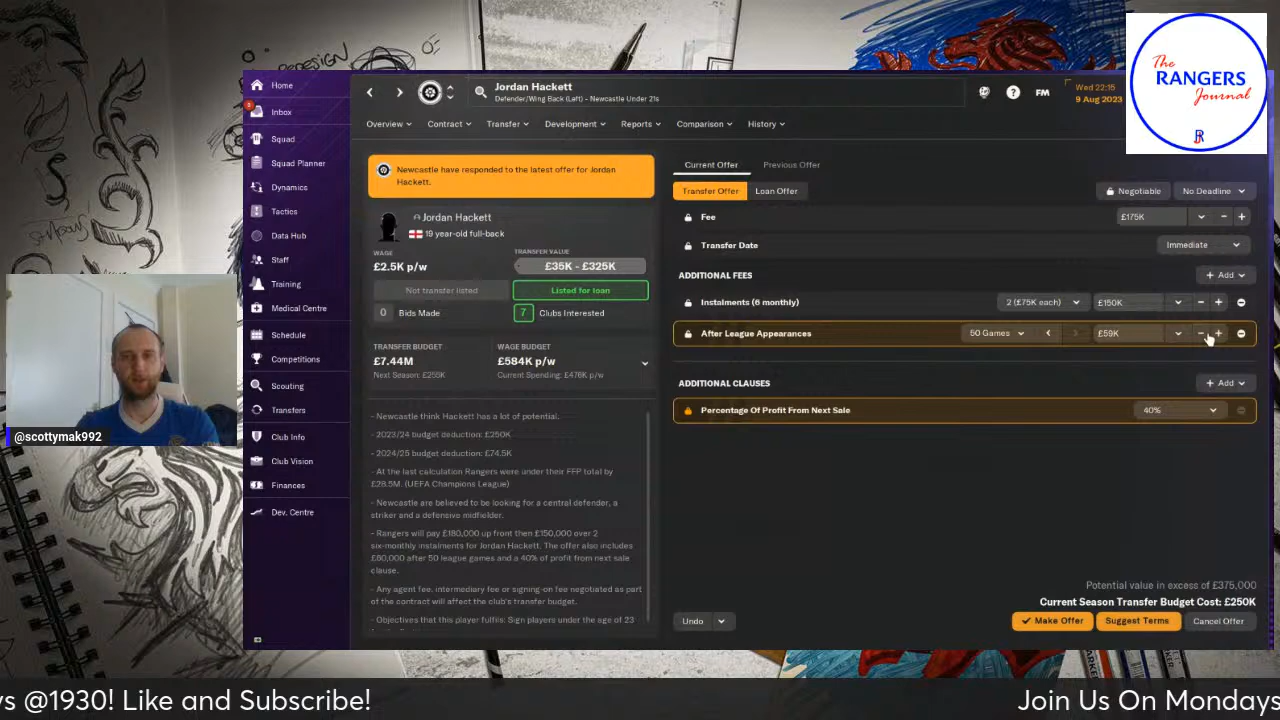 REDESIGN
The
RANGERS
Journal
Home
Inbox
Squad
Squad Planner
Dynamics
Tactics
Data Hub
Staff
Training
Medical Centre
Schedule
Competitions
Scouting
Transfers
Club Info
Club Vision
Finances
Dev. Centre
Jordan Hackett
Defender/Wing Back (Left) - Newcastle Under 21s
FM
Wed 22:15
9 Aug 2023
Overview
Contract
Transfer
Development
Reports
Comparison
History
Newcastle have responded to the latest offer for Jordan
Hackett.
Jordan Hackett
19 year-old full-back
WAGE
£2.5K p/w
TRANSFER VALUE
£35K - £325K
Not transfer listed
Listed for loan
0 Bids Made
7 Clubs Interested
TRANSFER BUDGET
£7.44M
Next Season: £255K
WAGE BUDGET
£584K p/w
Current Spending: £476K p/w
- Newcastle think Hackett has a lot of potential.
- 2023/24 budget deduction: £250K
- 2024/25 budget deduction: £74.5K
- At the last calculation Rangers were under their FFP total by
£28.5M. (UEFA Champions League)
- Newcastle are believed to be looking for a central defender, a
striker and a defensive midfielder.
- Rangers will pay £180,000 up front then £150,000 over 2
six-monthly instalments for Jordan Hackett. The offer also includes
£60,000 after 50 league games and a 40% of profit from next sale
clause.
- Any agent fee, intermediary fee or signing-on fee negotiated as part
of the contract will affect the club's transfer budget.
- Objectives that this player fulfils: Sign players under the age of 23
Current Offer
Previous Offer
Transfer Offer
Loan Offer
Negotiable
No Deadline
Fee
£175K
Transfer Date
Immediate
ADDITIONAL FEES
+ Add
Instalments (6 monthly)
2 (£75K each)
£150K
After League Appearances
50 Games
£59K
ADDITIONAL CLAUSES
+ Add
Percentage Of Profit From Next Sale
40%
Potential value in excess of £375,000
Current Season Transfer Budget Cost: £250K
Undo
Make Offer
Suggest Terms
Cancel Offer
@scottymak992
ys @1930! Like and Subscribe!
Join Us On Mondays